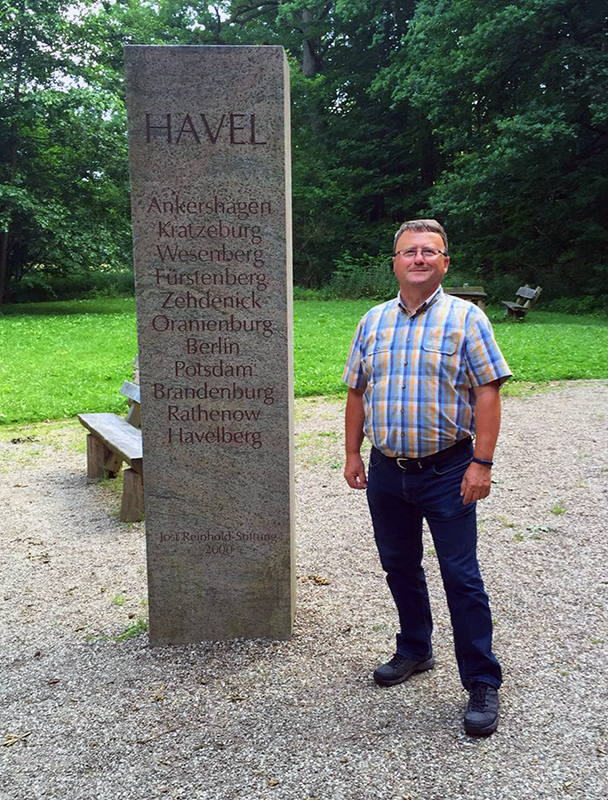 HAVEL
Ankershagen
Kratzeburg
Wesenberg
Fürstenberg
Zehdenick
Oranienburg
Berlin
Potsdam
Brandenburg
Rathenow
Havelberg
Jost Reinhold-Stiftung
2000